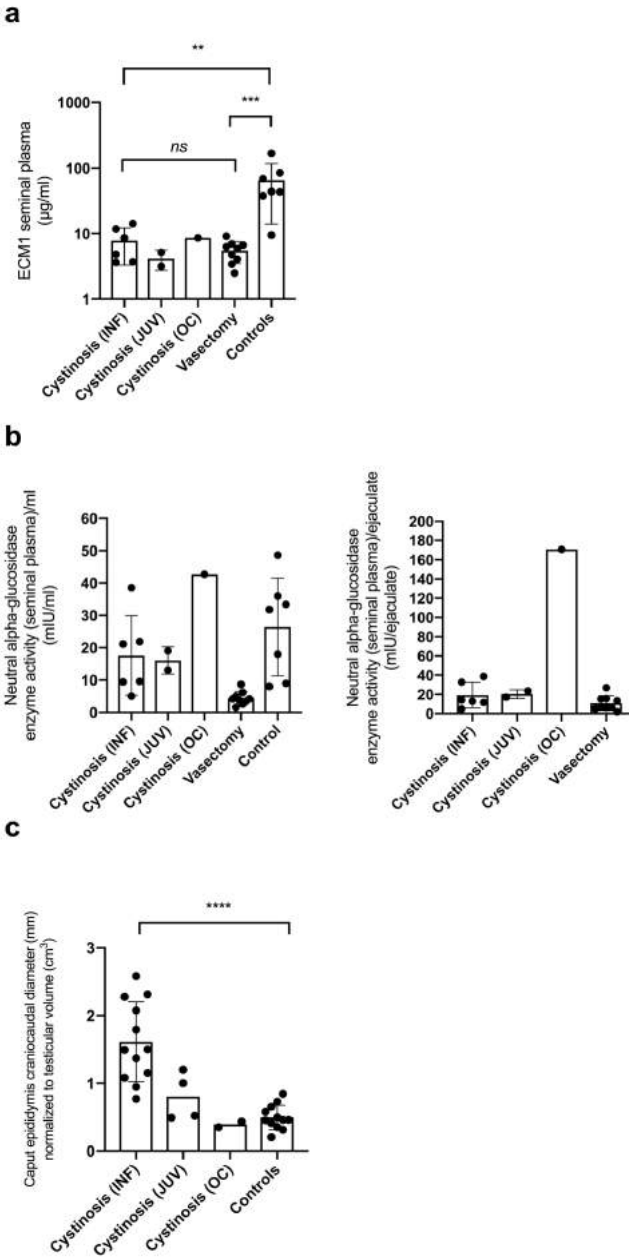 a
**
***
ns
ECM1 seminal plasma
(µg/ml)
1000
100
10
1
Cystinosis (INF)
Cystinosis (JUV)
Cystinosis (OC)
Vasectomy
Controls
b
Neutral alpha-glucosidase
enzyme activity (seminal plasma)/ml
(mIU/ml)
60
50
40
30
20
10
0
Cystinosis (INF)
Cystinosis (JUV)
Cystinosis (OC)
Vasectomy
Control
Neutral alpha-glucosidase
enzyme activity (seminal plasma)/ejaculate
(mIU/ejaculate)
200
180
160
140
120
100
80
60
40
20
0
Cystinosis (INF)
Cystinosis (JUV)
Cystinosis (OC)
Vasectomy
c
****
Caput epididymis craniocaudal diameter (mm)
normalized to testicular volume (cm³)
3
2
1
0
Cystinosis (INF)
Cystinosis (JUV)
Cystinosis (OC)
Controls